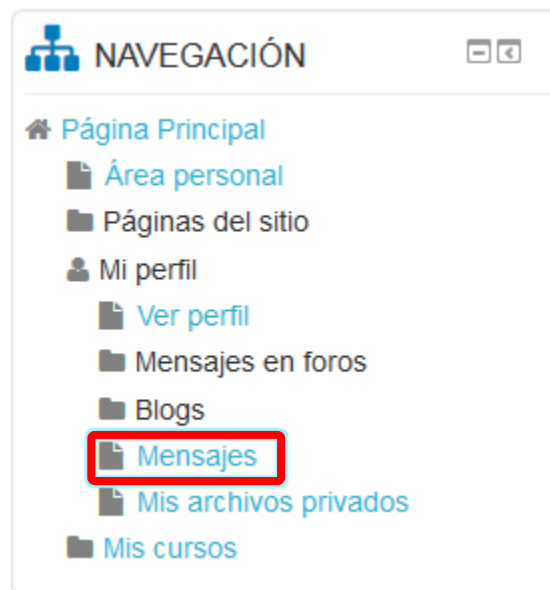 NAVEGACIÓN
Página Principal
Área personal
Páginas del sitio
Mi perfil
Ver perfil
Mensajes en foros
Blogs
Mensajes
Mis archivos privados
Mis cursos